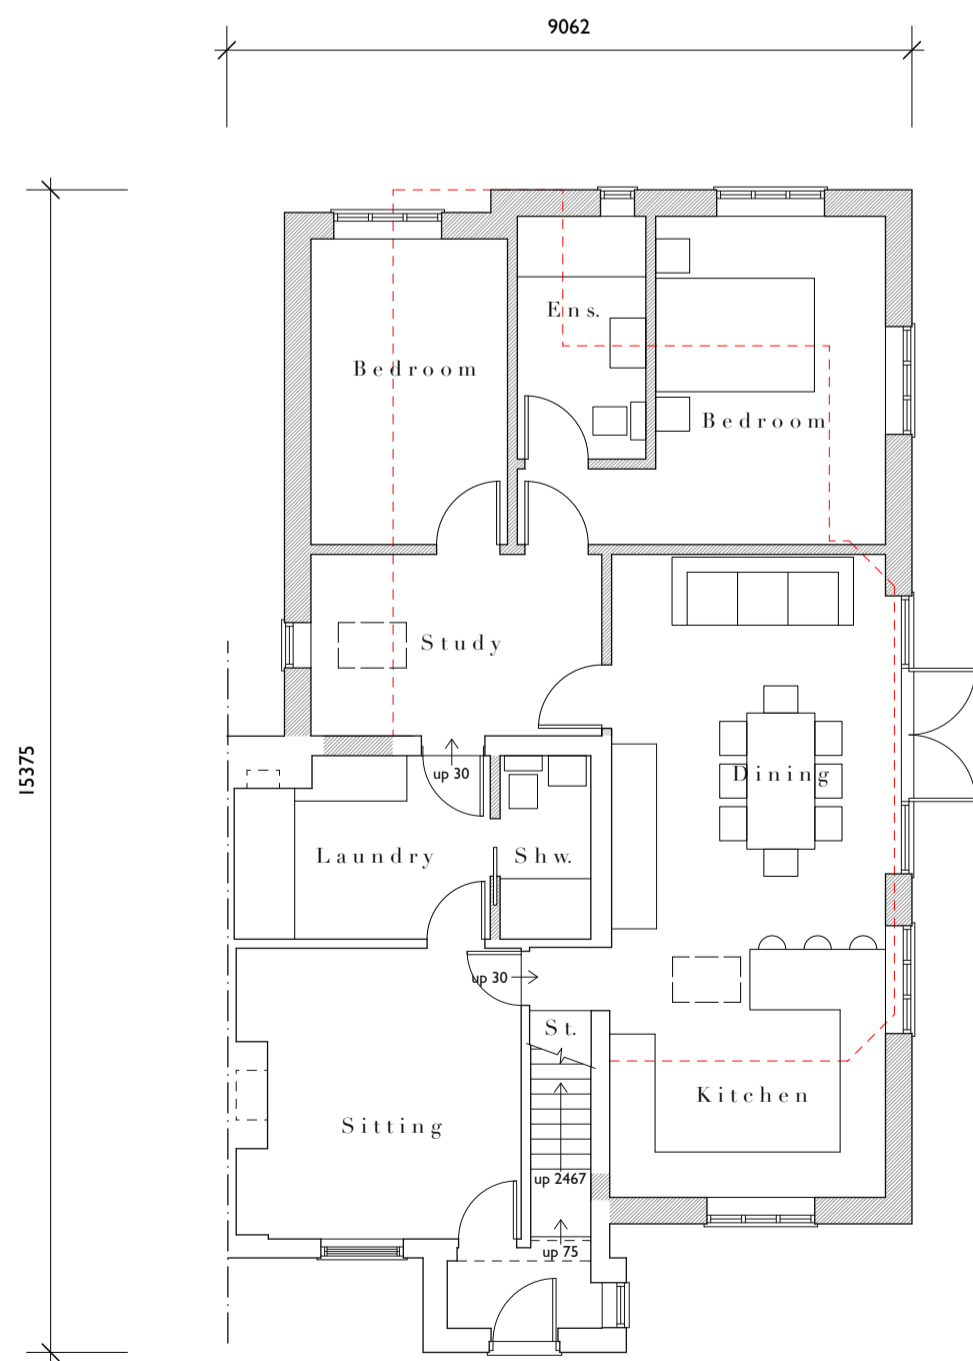 9062
15375
Ens.
Bedroom
Bedroom
Study
up 30
Dining
Laundry
Shw.
up 30
St.
Kitchen
Sitting
up 2467
up 75